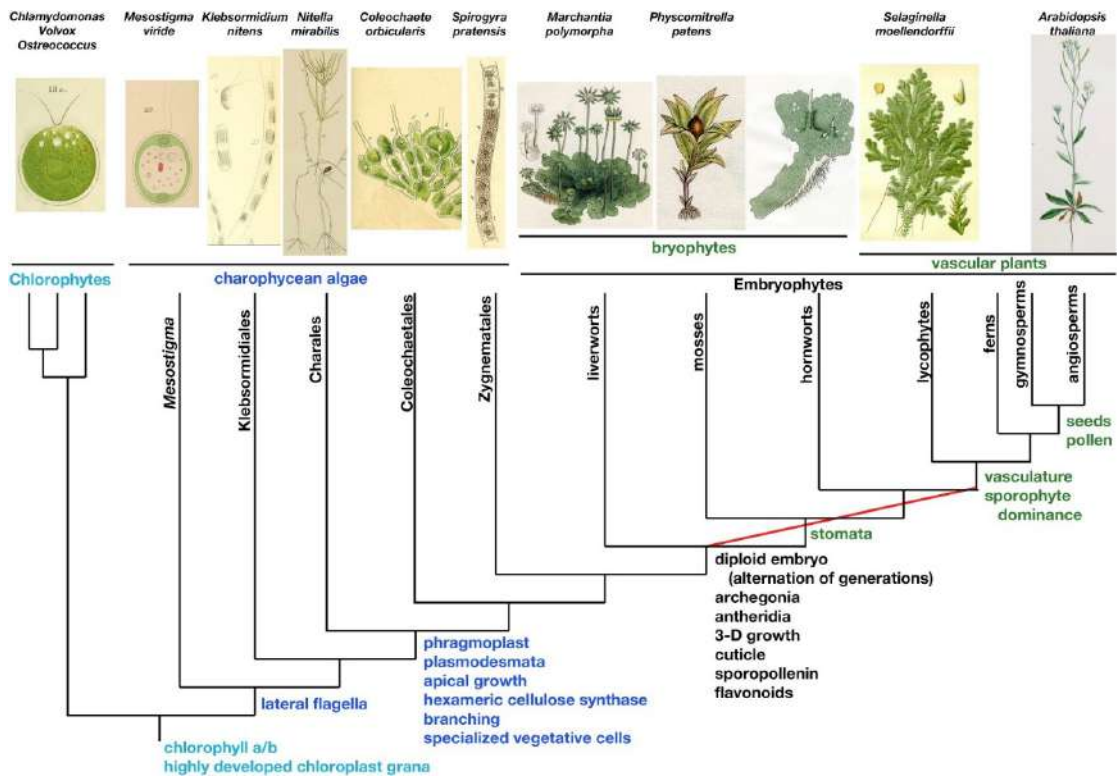 Chlamydomonas
Volvox
Ostreococcus
Mesostigma
viride
Klebsormidium
nitens
Nitella
mirabilis
Coleochaete
orbicularis
Spirogyra
pratensis
Marchantia
polymorpha
Physcomitrella
patens
Selaginella
moellendorffii
Arabidopsis
thaliana
bryophytes
Chlorophytes
charophycean algae
vascular plants
Embryophytes
Mesostigma
Klebsormidiales
Charales
Coleochaetales
Zygnematales
liverworts
mosses
hornworts
lycophytes
ferns
gymnosperms
angiosperms
seeds
pollen
vasculature
sporophyte
dominance
stomata
diploid embryo
(alternation of generations)
archegonia
antheridia
3-D growth
cuticle
sporopollenin
flavonoids
phragmoplast
plasmodesmata
apical growth
hexameric cellulose synthase
branching
specialized vegetative cells
lateral flagella
chlorophyll a/b
highly developed chloroplast grana